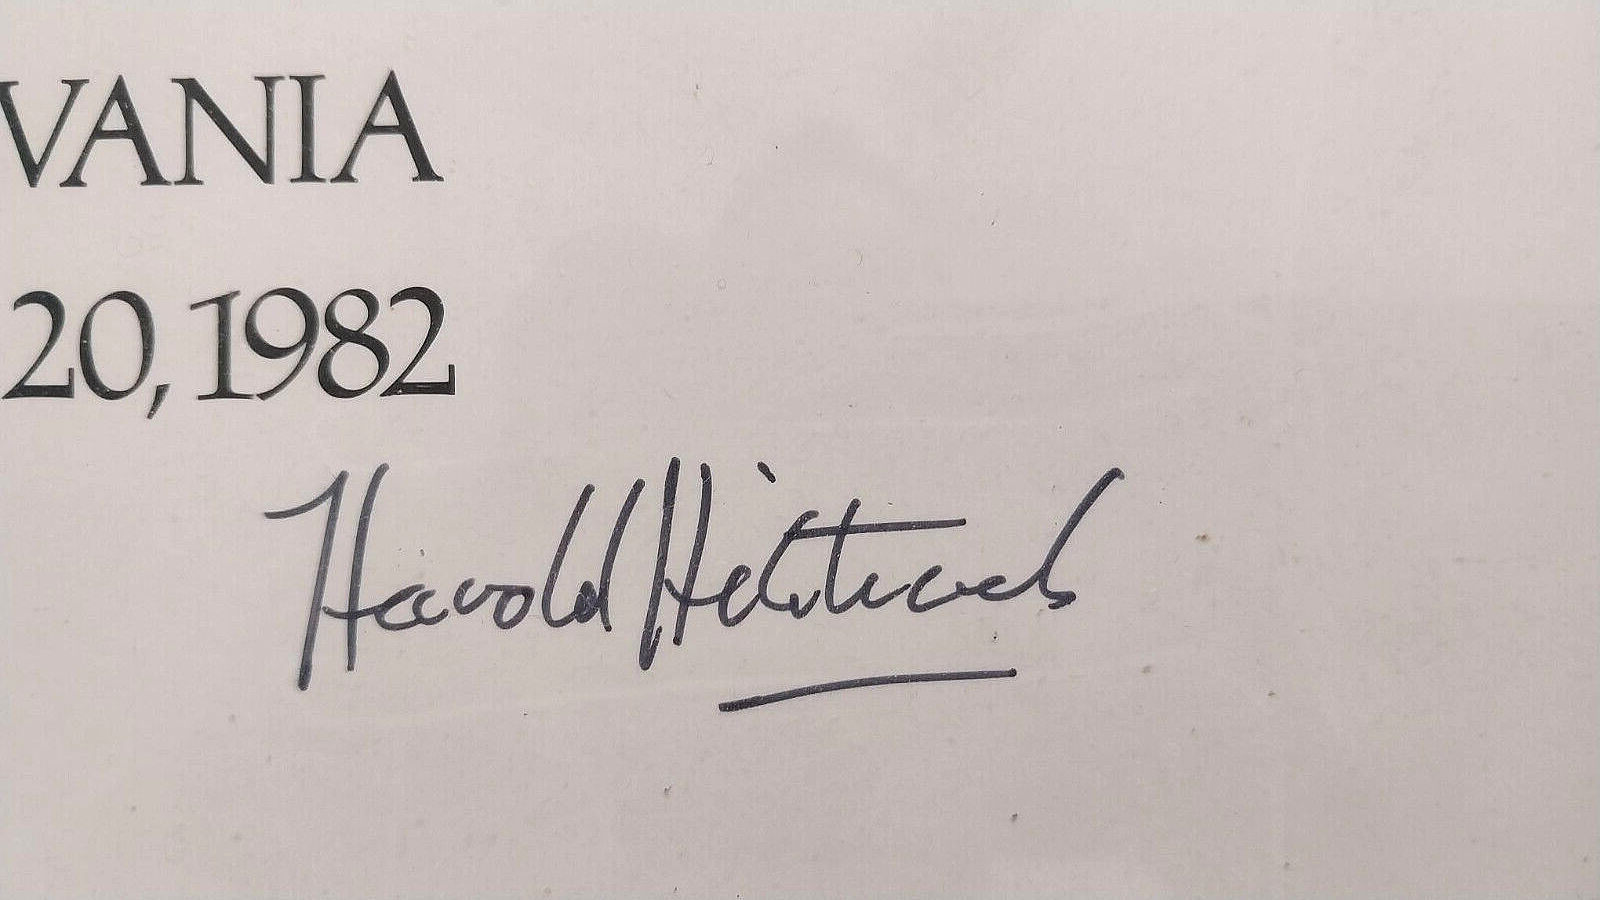 VANIA
20, 1982
Harold